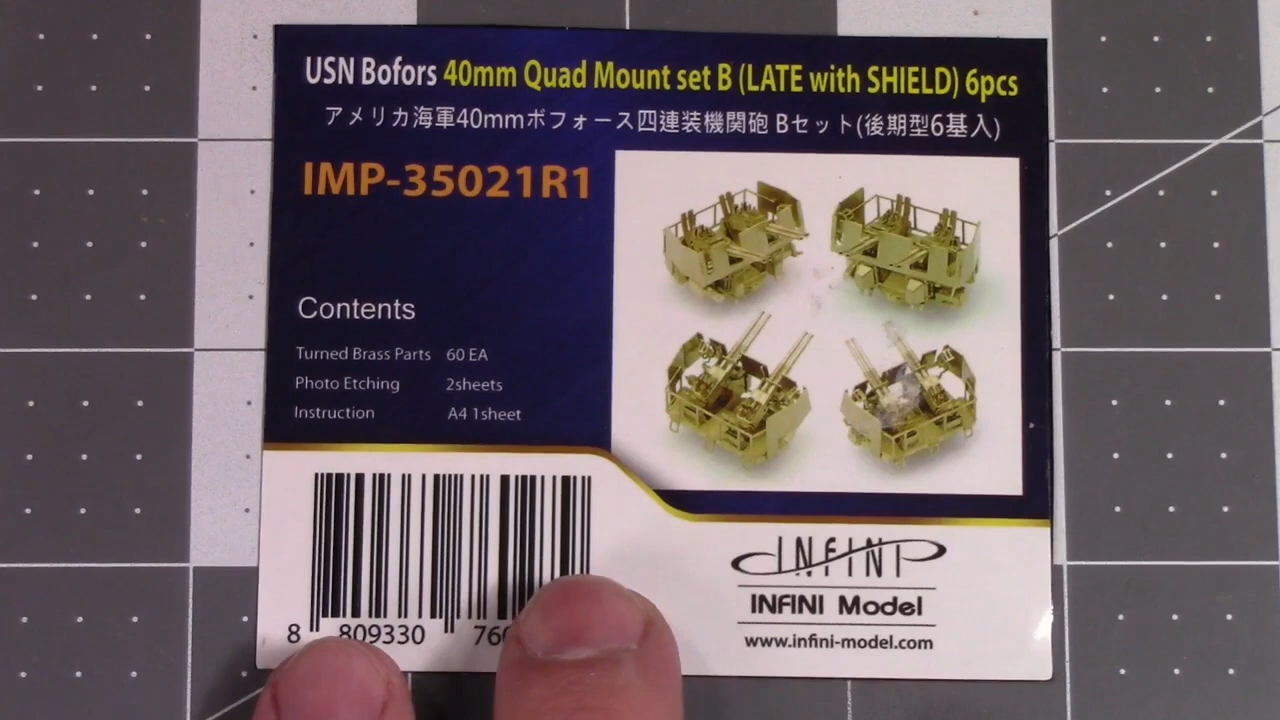 USN Bofors 40mm Quad Mount set B (LATE with SHIELD) 6pcs
アメリカ海軍40mmボフォース四連装機関砲 Bセット(後期型6基入)
IMP-35021R1
Contents
Turned Brass Parts 60 EA
Photo Etching 2sheets
Instruction A4 1sheet
8 809330 76
INFINI
INFINI Model
www.infini-model.com